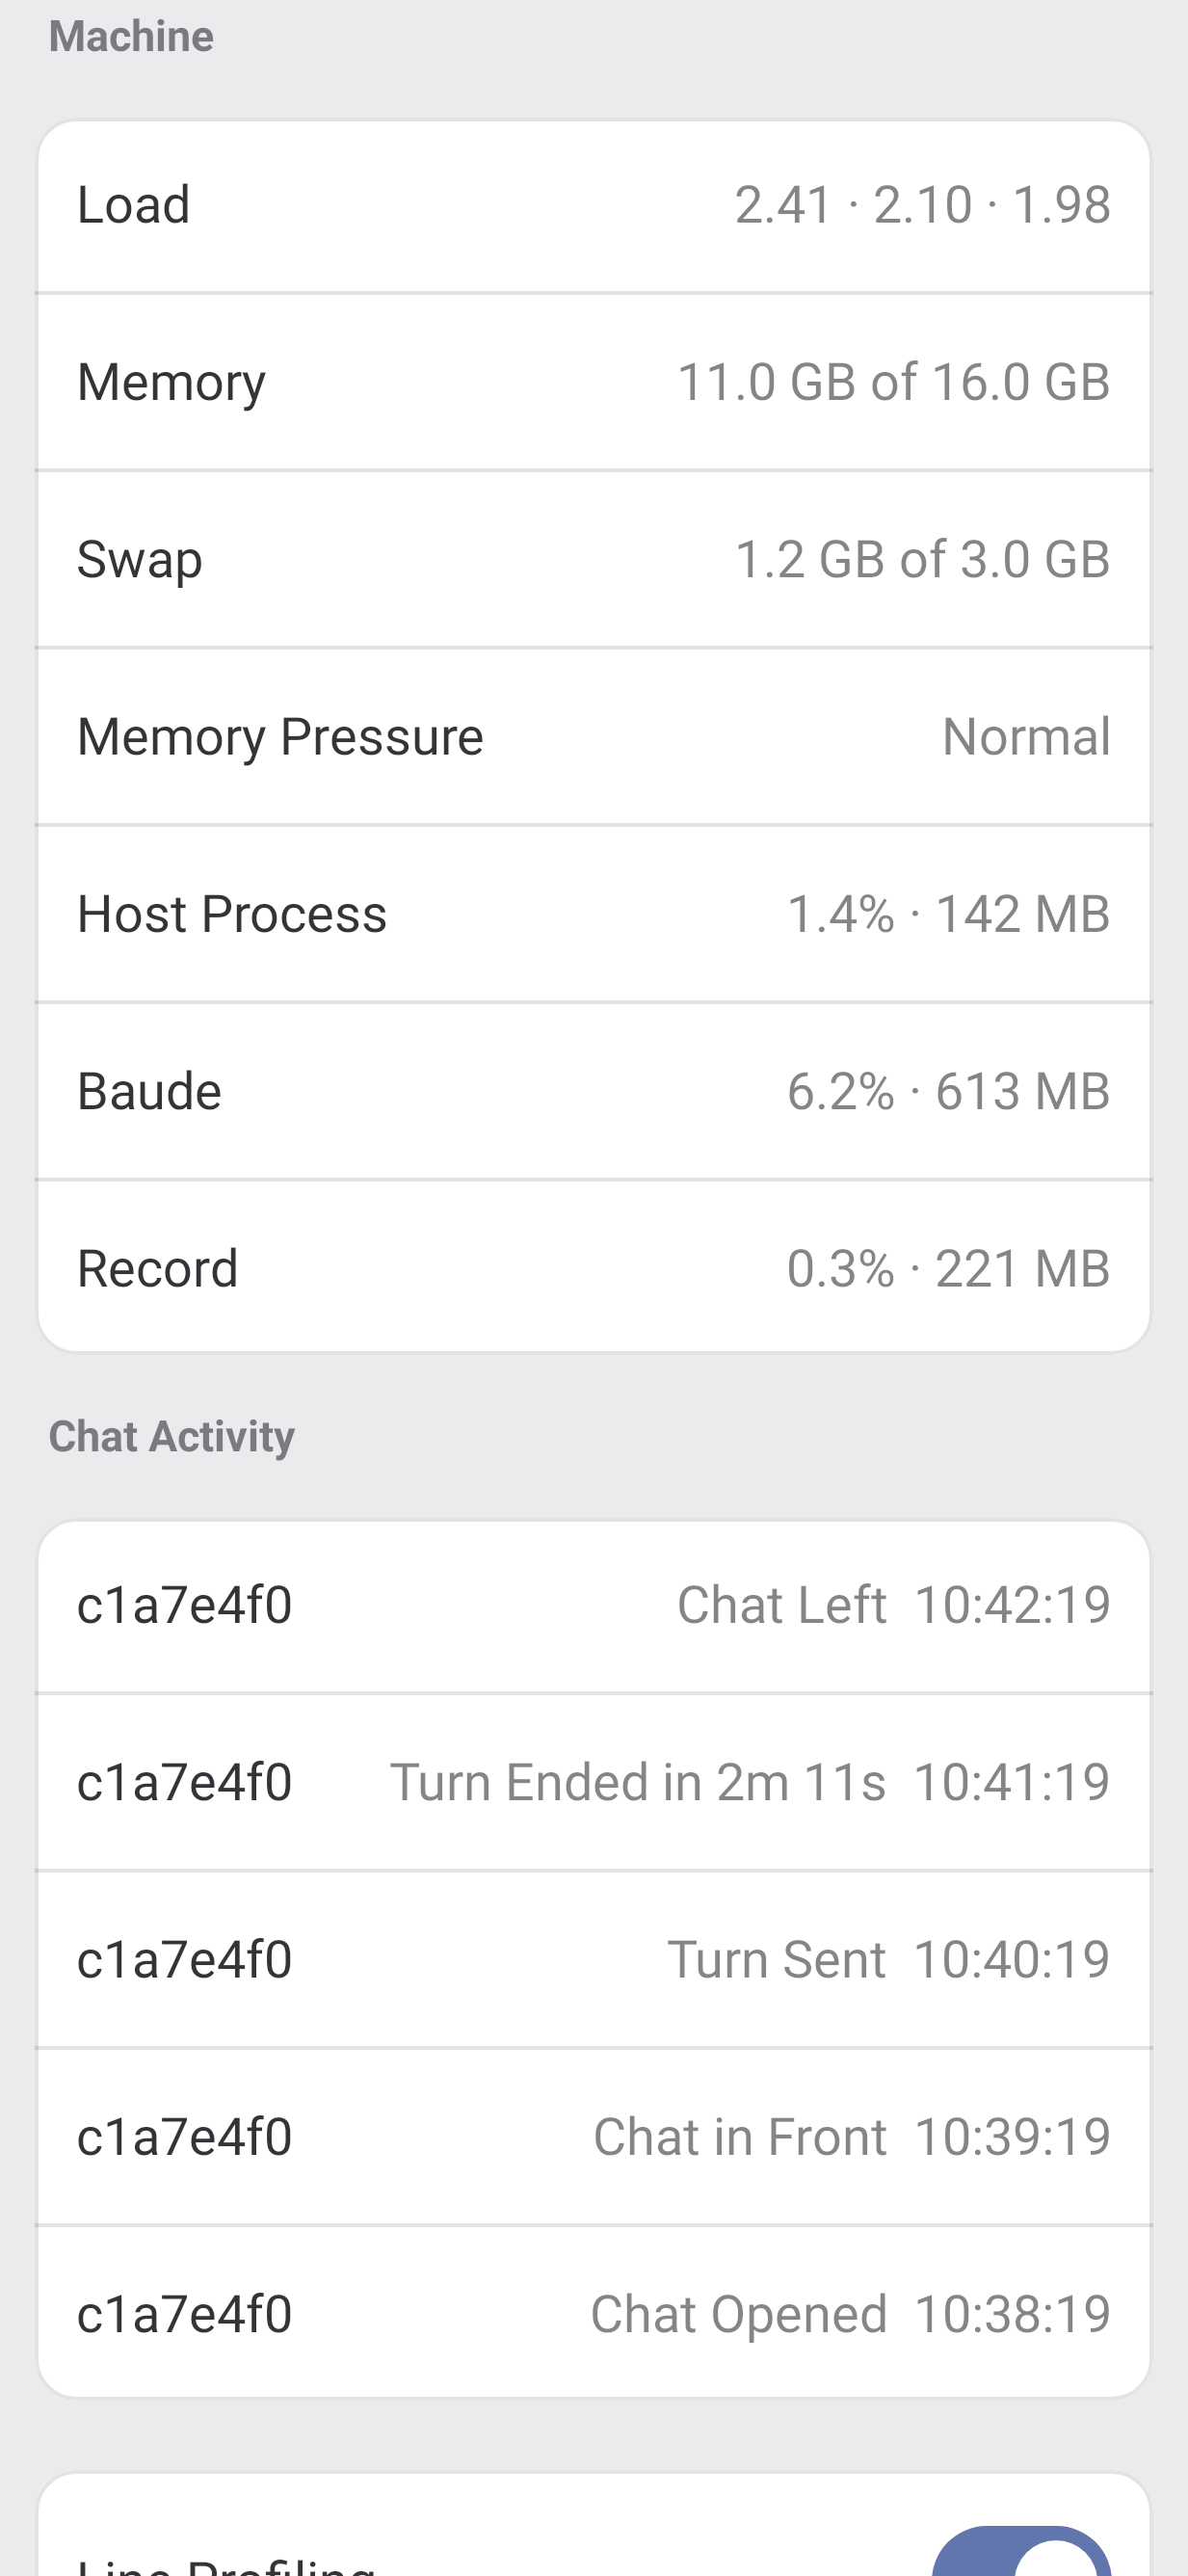 Machine
Load 2.41 · 2.10 · 1.98
Memory 11.0 GB of 16.0 GB
Swap 1.2 GB of 3.0 GB
Memory Pressure Normal
Host Process 1.4% · 142 MB
Baude 6.2% · 613 MB
Record 0.3% · 221 MB
Chat Activity
c1a7e4f0 Chat Left 10:42:19
c1a7e4f0 Turn Ended in 2m 11s 10:41:19
c1a7e4f0 Turn Sent 10:40:19
c1a7e4f0 Chat in Front 10:39:19
c1a7e4f0 Chat Opened 10:38:19
Line Profiling